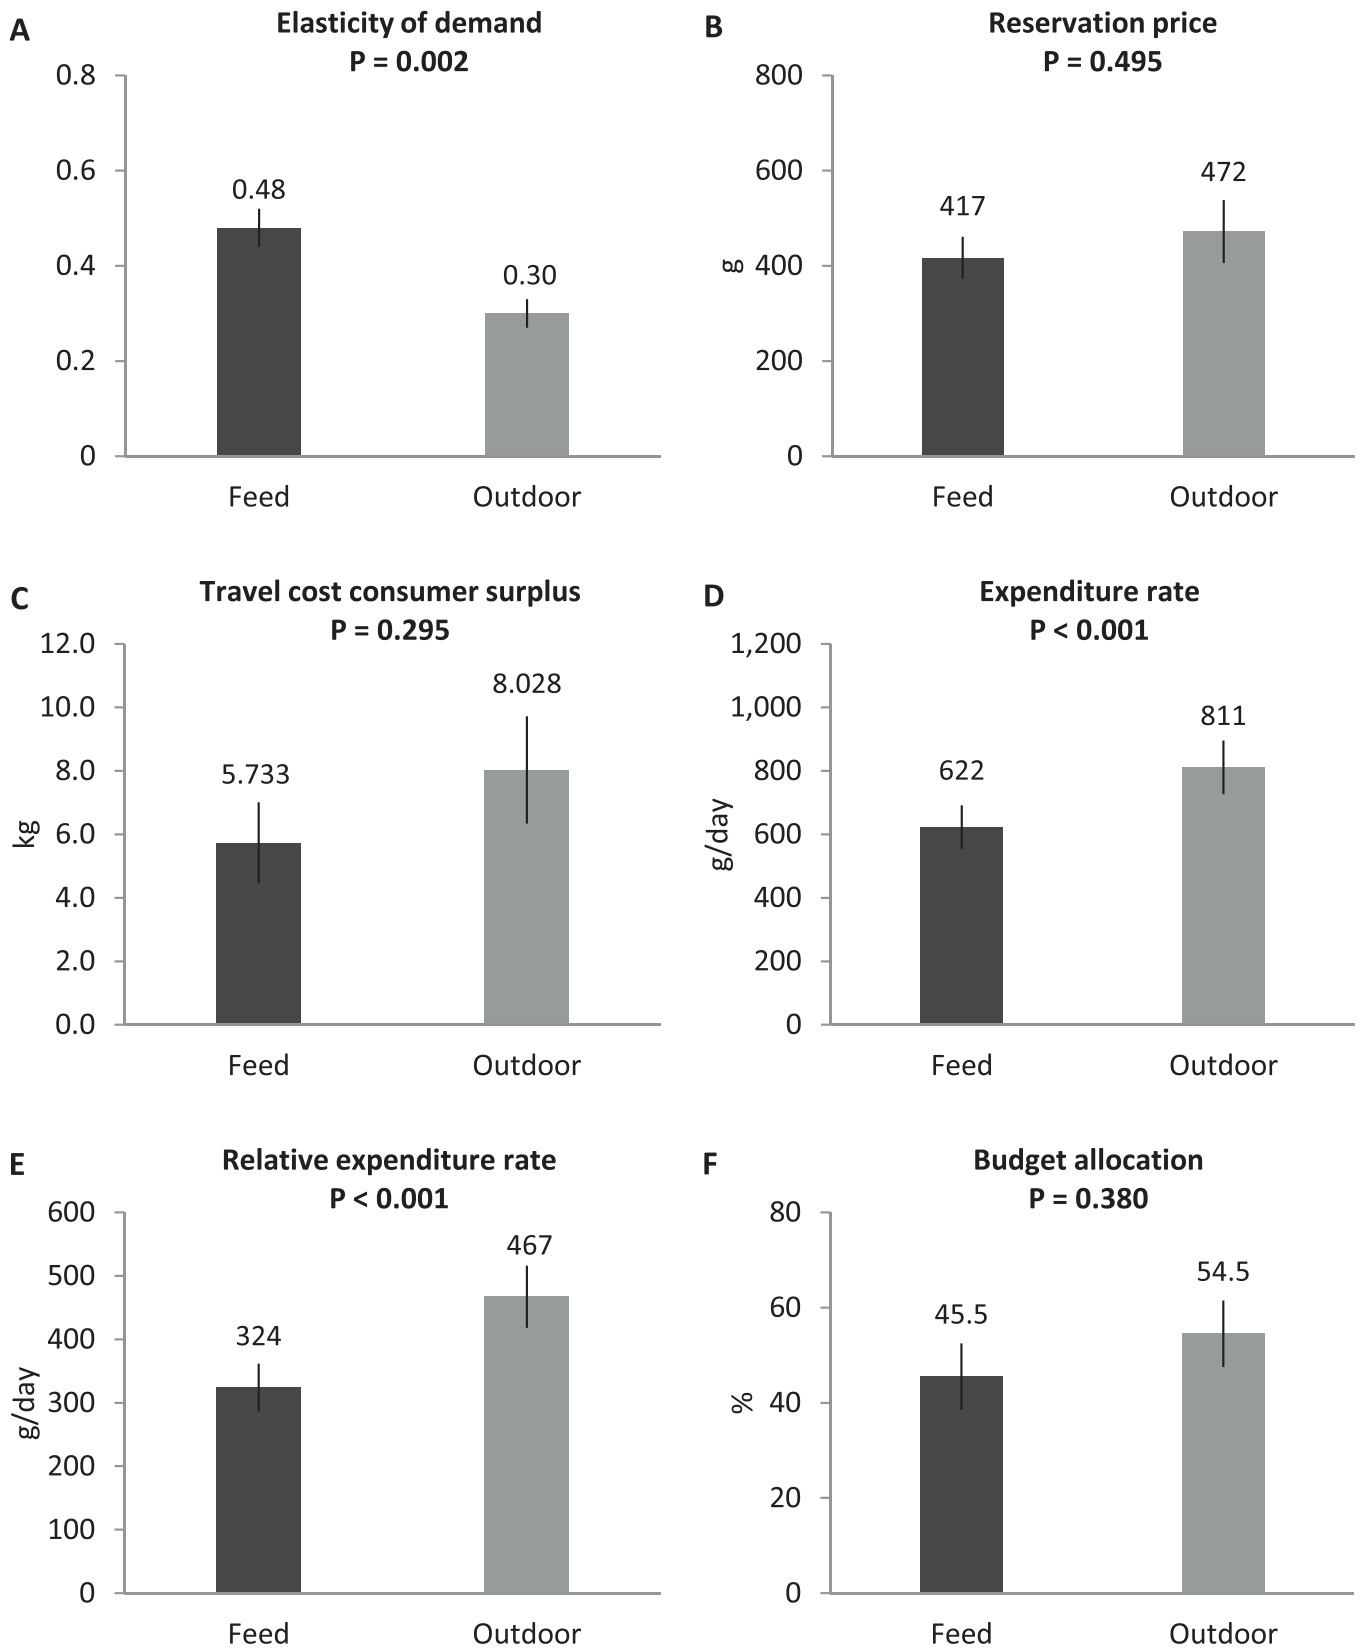 A
Elasticity of demand
P = 0.002
0.8
0.6
0.4
0.2
0
0.48
0.30
Feed
Outdoor
B
Reservation price
P = 0.495
g
800
600
400
200
0
417
472
Feed
Outdoor
C
Travel cost consumer surplus
P = 0.295
kg
12.0
10.0
8.0
6.0
4.0
2.0
0.0
5.733
8.028
Feed
Outdoor
D
Expenditure rate
P < 0.001
g/day
1,200
1,000
800
600
400
200
0
622
811
Feed
Outdoor
E
Relative expenditure rate
P < 0.001
g/day
600
500
400
300
200
100
0
324
467
Feed
Outdoor
F
Budget allocation
P = 0.380
%
80
60
40
20
0
45.5
54.5
Feed
Outdoor